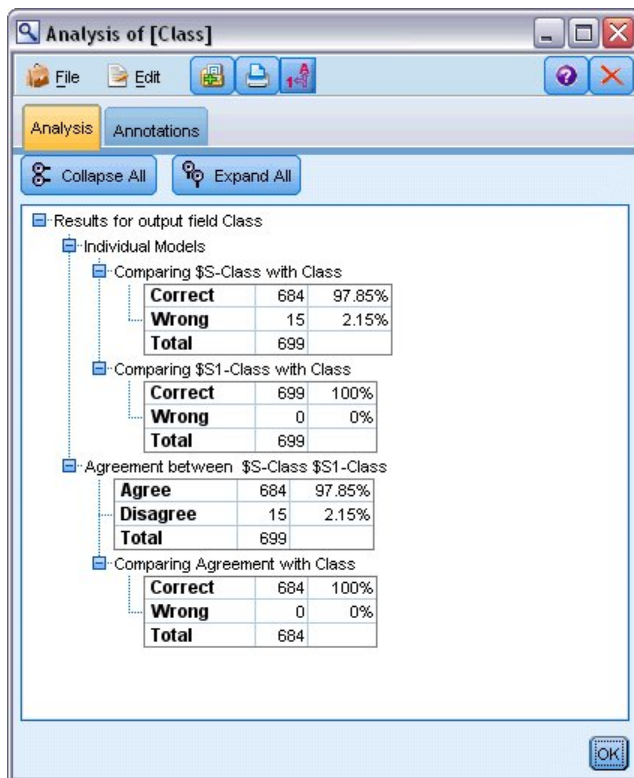 Analysis of [Class]
File Edit
Analysis Annotations
Collapse All Expand All
Results for output field Class
Individual Models
Comparing $S-Class with Class
Correct 684 97.85%
Wrong 15 2.15%
Total 699
Comparing $S1-Class with Class
Correct 699 100%
Wrong 0 0%
Total 699
Agreement between $S-Class $S1-Class
Agree 684 97.85%
Disagree 15 2.15%
Total 699
Comparing Agreement with Class
Correct 684 100%
Wrong 0 0%
Total 684
OK